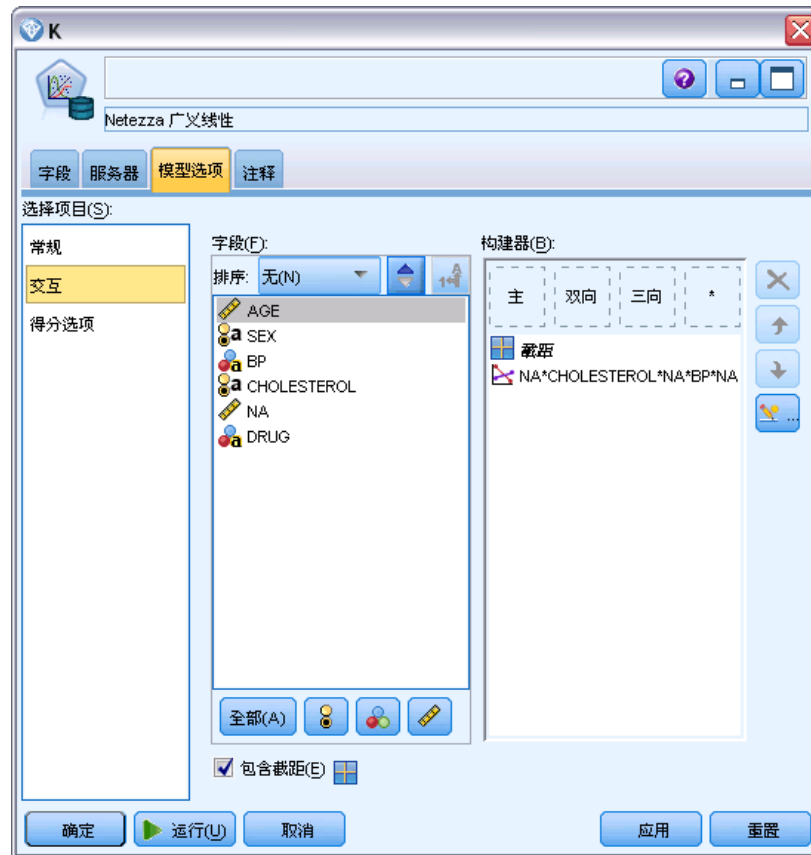 K
Netezza 广义线性
字段 服务器 模型选项 注释
选择项目(S):
常规
交互
得分选项
字段(F):
排序: 无(N)
AGE
SEX
BP
CHOLESTEROL
NA
DRUG
全部(A)
包含截距(E)
构建器(B):
主 双向 三向 *
截距
NA*CHOLESTEROL*NA*BP*NA
确定 运行(U) 取消 应用 重置